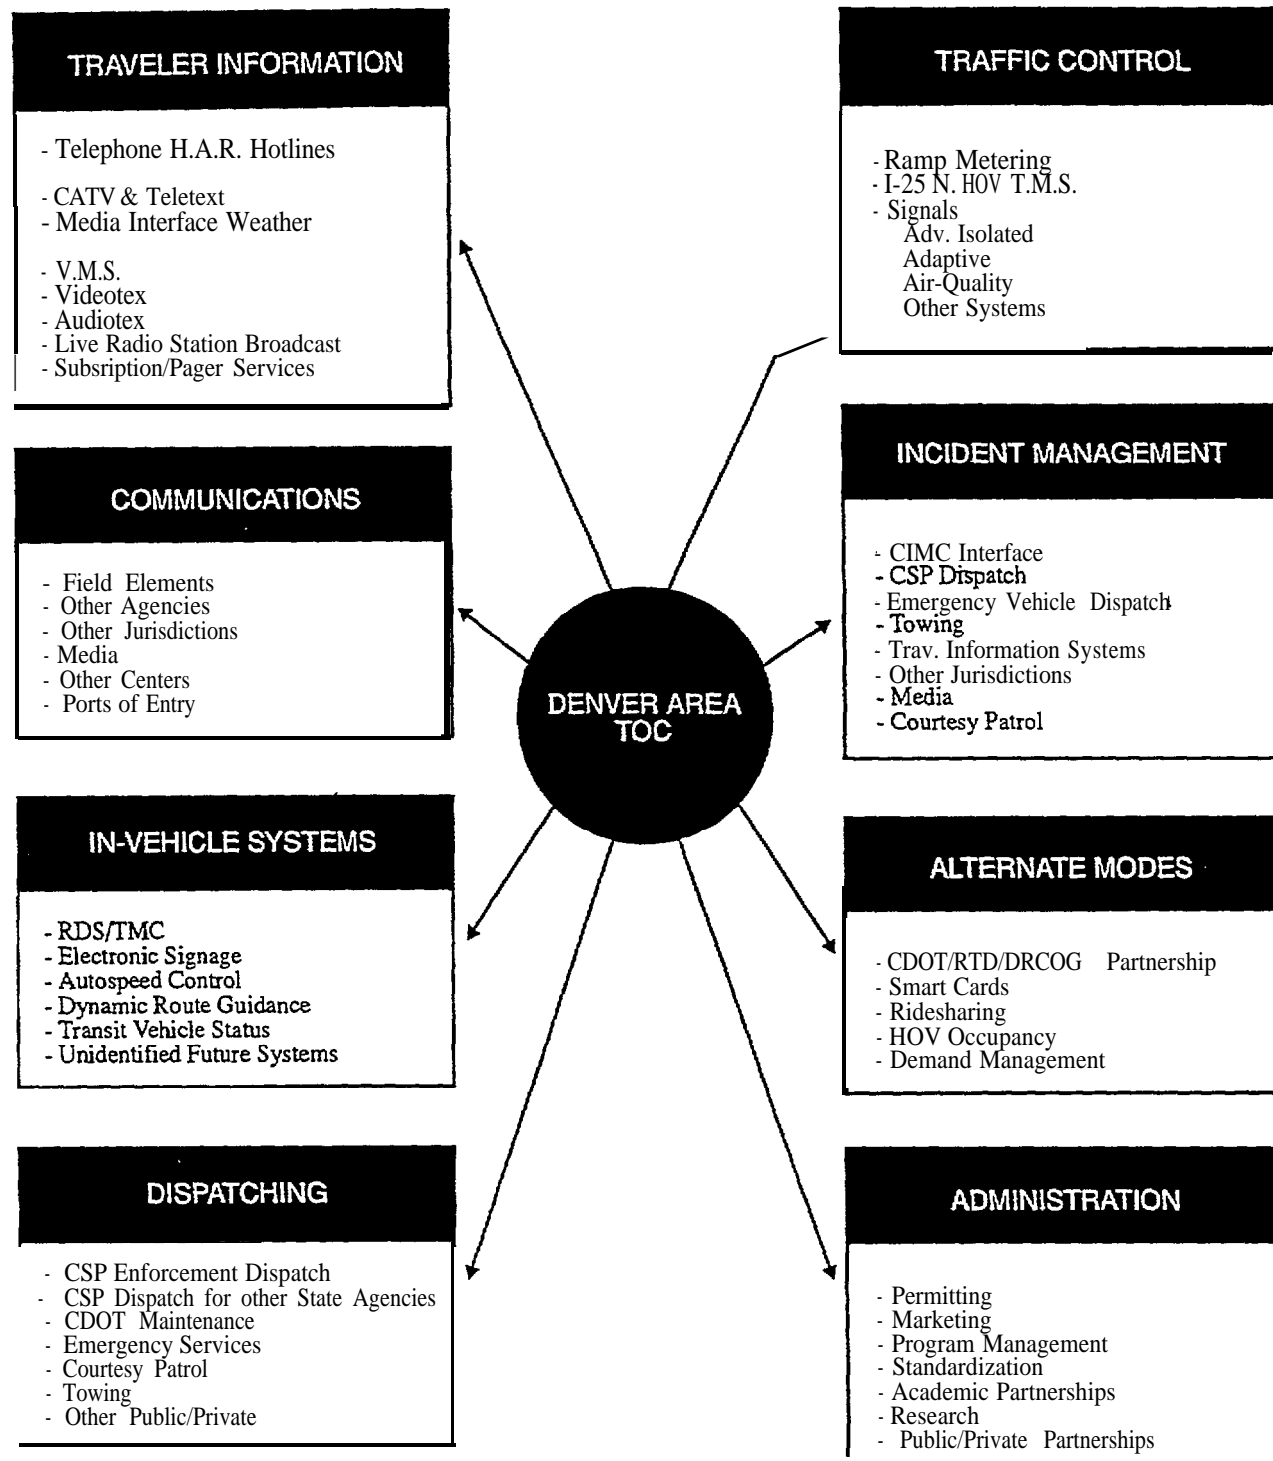 TRAVELER INFORMATION
- Telephone H.A.R. Hotlines
- CATV & Teletext
- Media Interface Weather
- V.M.S.
- Videotex
- Audiotex
- Live Radio Station Broadcast
- Subsription/Pager Services
COMMUNICATIONS
- Field Elements
- Other Agencies
- Other Jurisdictions
- Media
- Other Centers
- Ports of Entry
IN-VEHICLE SYSTEMS
- RDS/TMC
- Electronic Signage
- Autospeed Control
- Dynamic Route Guidance
- Transit Vehicle Status
- Unidentified Future Systems
DISPATCHING
- CSP Enforcement Dispatch
- CSP Dispatch for other State Agencies
- CDOT Maintenance
- Emergency Services
- Courtesy Patrol
- Towing
- Other Public/Private
DENVER AREA
TOC
TRAFFIC CONTROL
- Ramp Metering
- I-25 N. HOV T.M.S.
- Signals
Adv. Isolated
Adaptive
Air-Quality
Other Systems
INCIDENT MANAGEMENT
- CIMC Interface
- CSP Dispatch
- Emergency Vehicle Dispatch
- Towing
- Trav. Information Systems
- Other Jurisdictions
- Media
- Courtesy Patrol
ALTERNATE MODES
- CDOT/RTD/DRCOG Partnership
- Smart Cards
- Ridesharing
- HOV Occupancy
- Demand Management
ADMINISTRATION
- Permitting
- Marketing
- Program Management
- Standardization
- Academic Partnerships
- Research
- Public/Private Partnerships